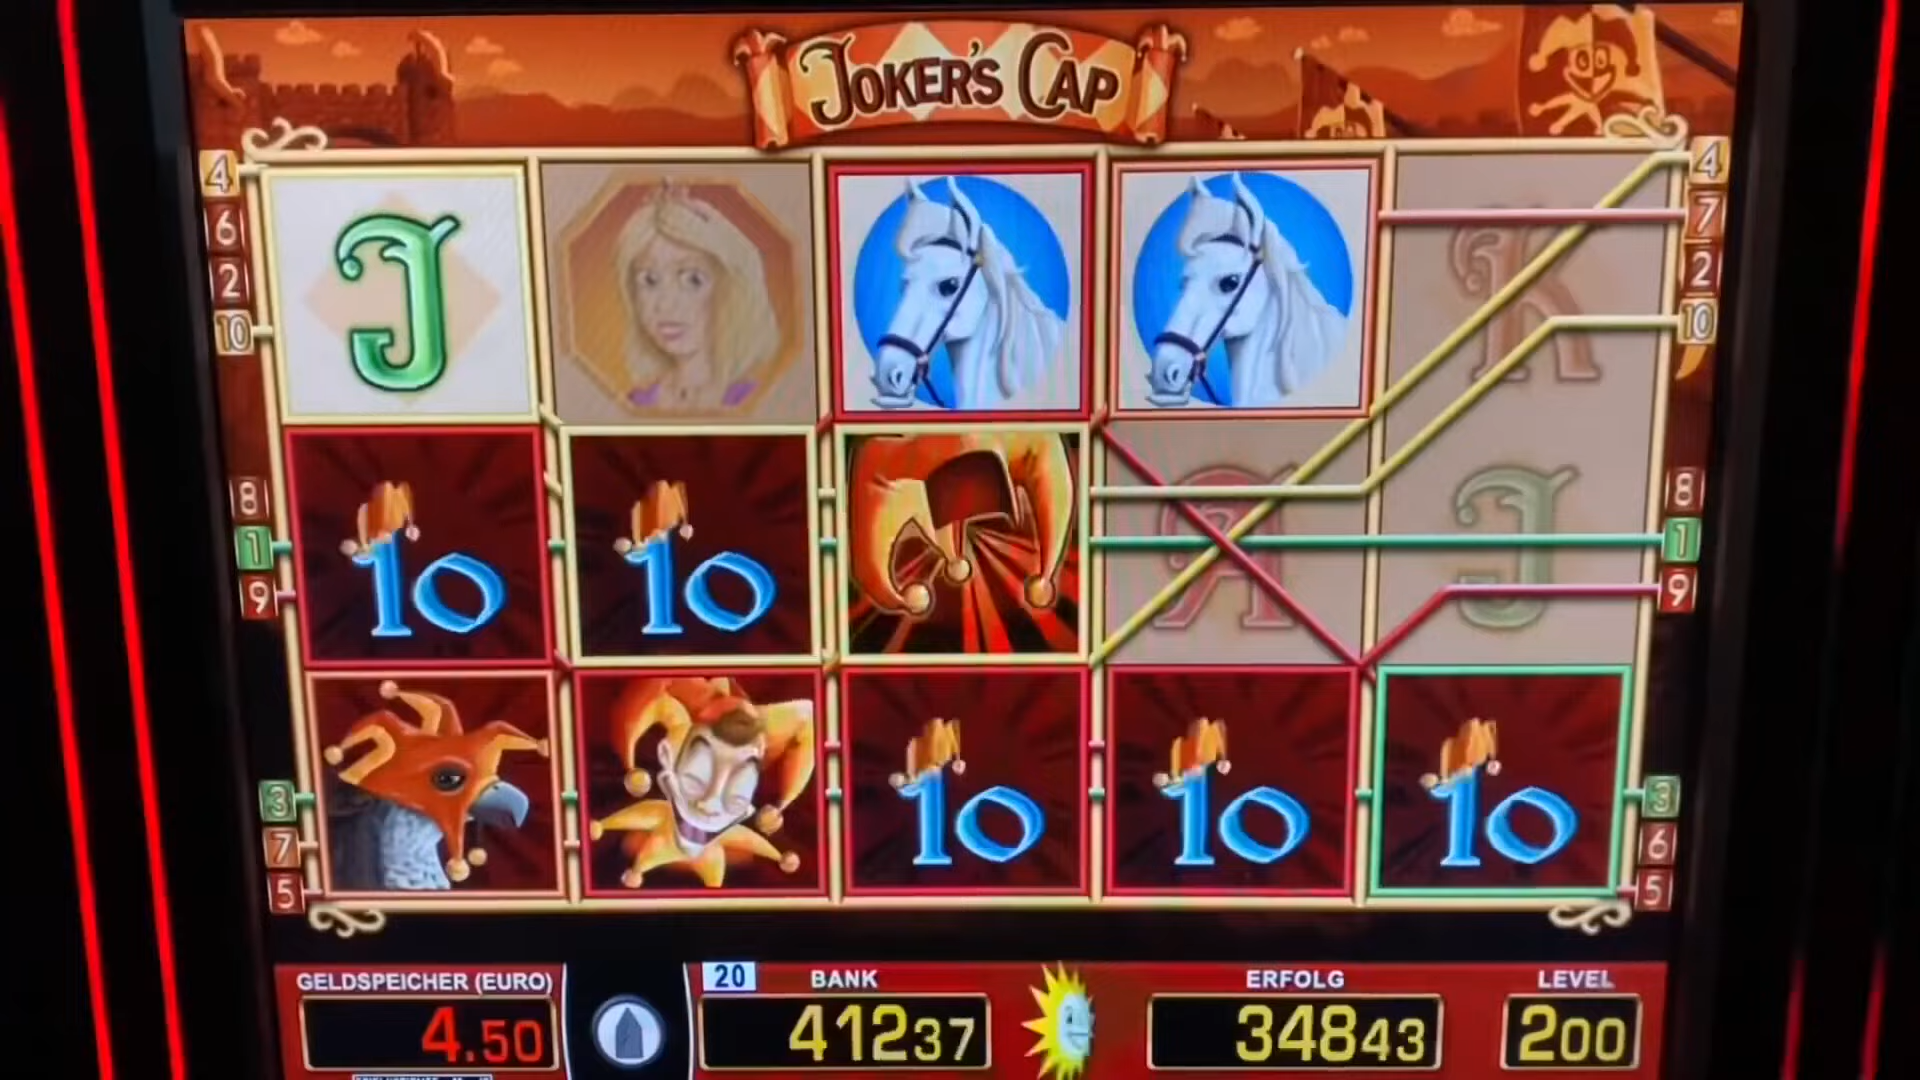 JOKER'S CAP
4 4
6 7
2 2
10 10
J K
8 8
1 1
9 9
10 10 A J
3 3
7 6
5 5
10 10 10
GELDSPEICHER (EURO) 20 BANK ERFOLG LEVEL
4.50 41237 34843 200